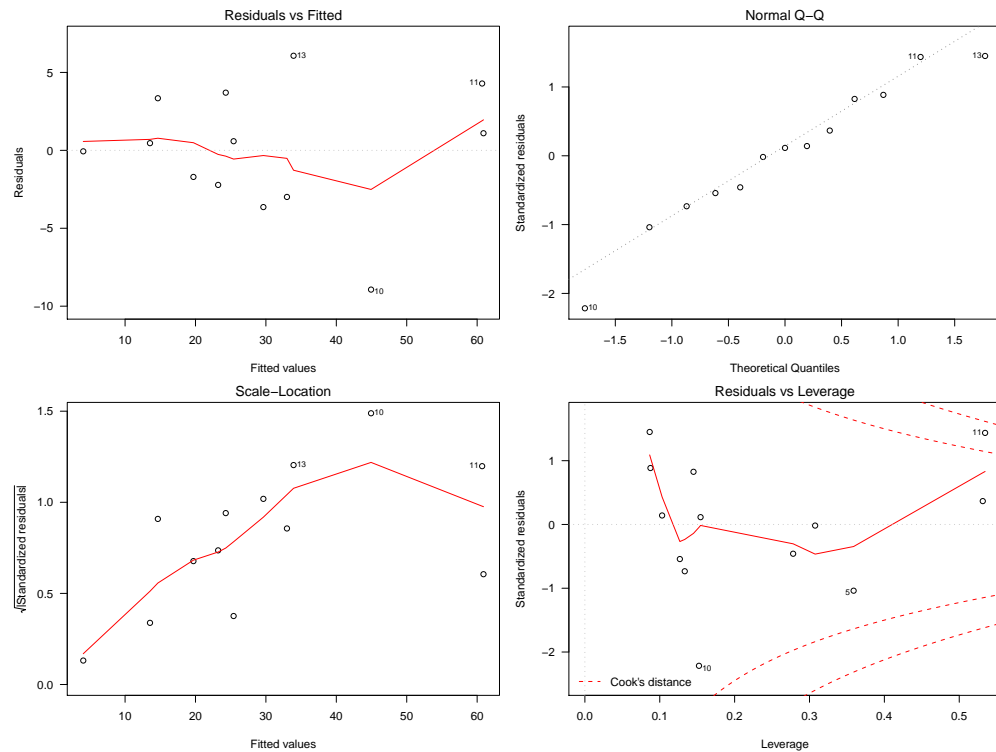 Residuals vs Fitted
5
0
−5
−10
Residuals
13
11
10
10 20 30 40 50 60
Fitted values
Normal Q−Q
1
0
−1
−2
Standardized residuals
11
13
10
−1.5 −1.0 −0.5 0.0 0.5 1.0 1.5
Theoretical Quantiles
Scale−Location
1.5
1.0
0.5
0.0
√|Standardized residuals|
10
13
11
10 20 30 40 50 60
Fitted values
Residuals vs Leverage
1
0
−1
−2
Standardized residuals
11
5
10
Cook's distance
0.0 0.1 0.2 0.3 0.4 0.5
Leverage